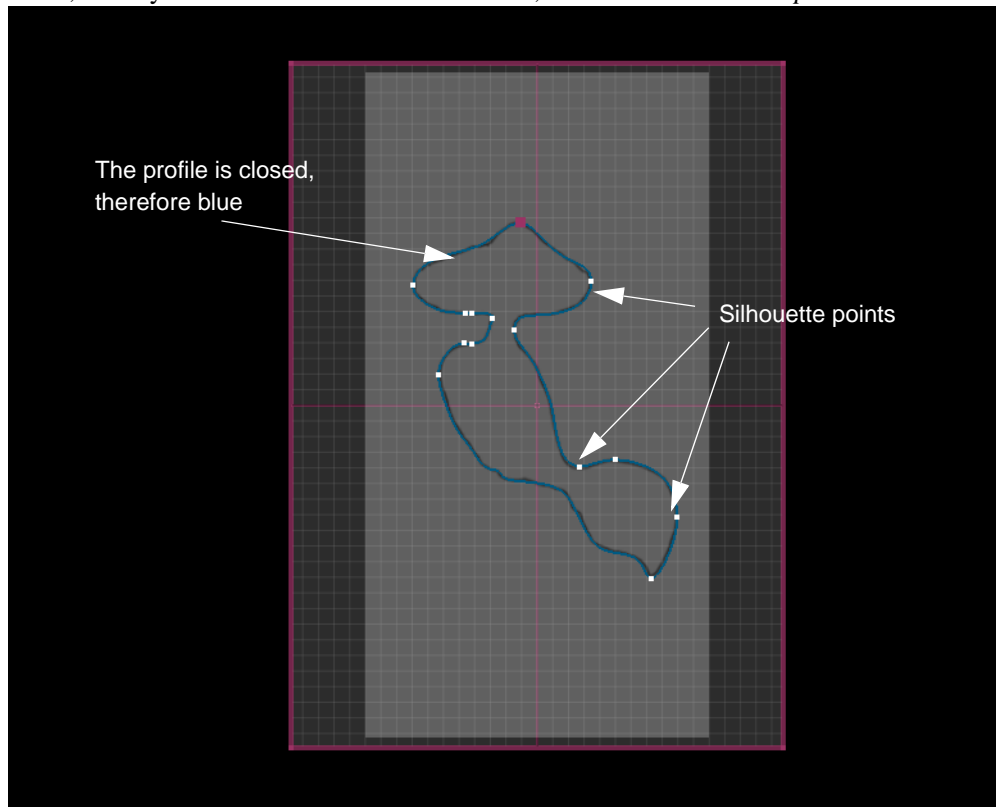 The profile is closed,
therefore blue
Silhouette points